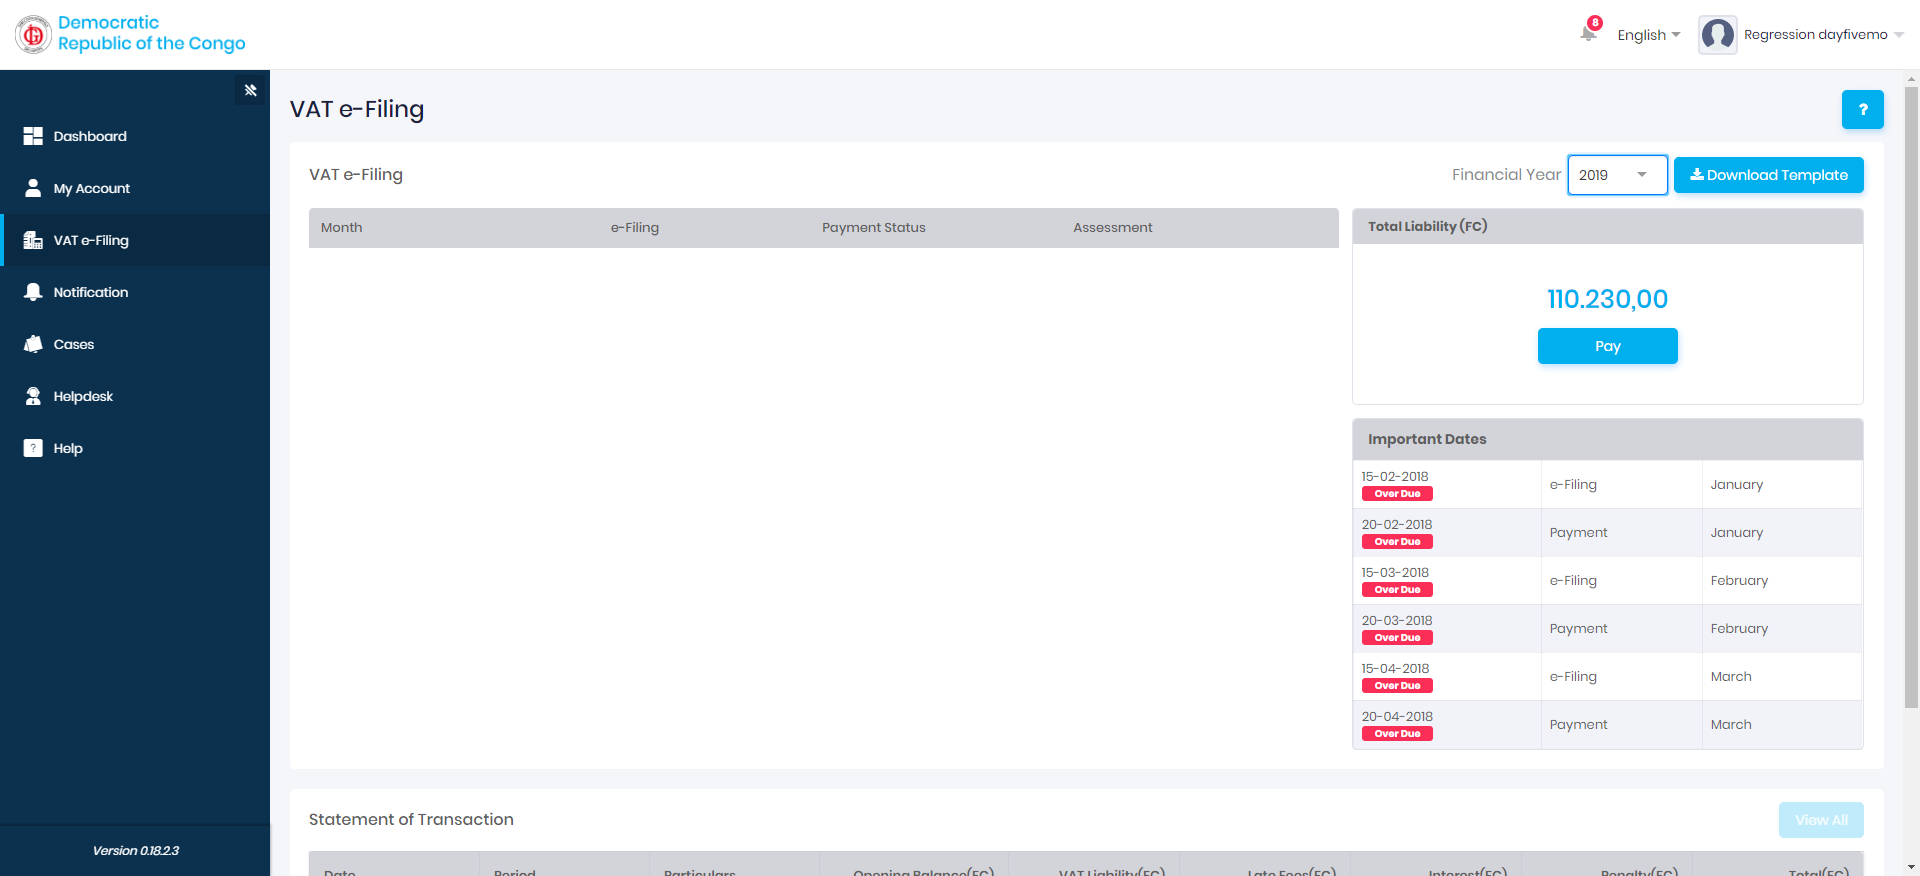 Democratic
Republic of the Congo
8
English
Regression dayfivemo
Dashboard
My Account
VAT e-Filing
Notification
Cases
Helpdesk
?
Help
Version 0.18.2.3
VAT e-Filing
?
VAT e-Filing
Financial Year
2019
Download Template
Month e-Filing Payment Status Assessment
Total Liability (FC)
110.230,00
Pay
Important Dates
15-02-2018
Over Due
e-Filing January
20-02-2018
Over Due
Payment January
15-03-2018
Over Due
e-Filing February
20-03-2018
Over Due
Payment February
15-04-2018
Over Due
e-Filing March
20-04-2018
Over Due
Payment March
Statement of Transaction
View All
Date Period Particulars Opening Balance(FC) VAT Liability(FC) Late Fees(FC) Interest(FC) Penalty(FC) Total(FC)